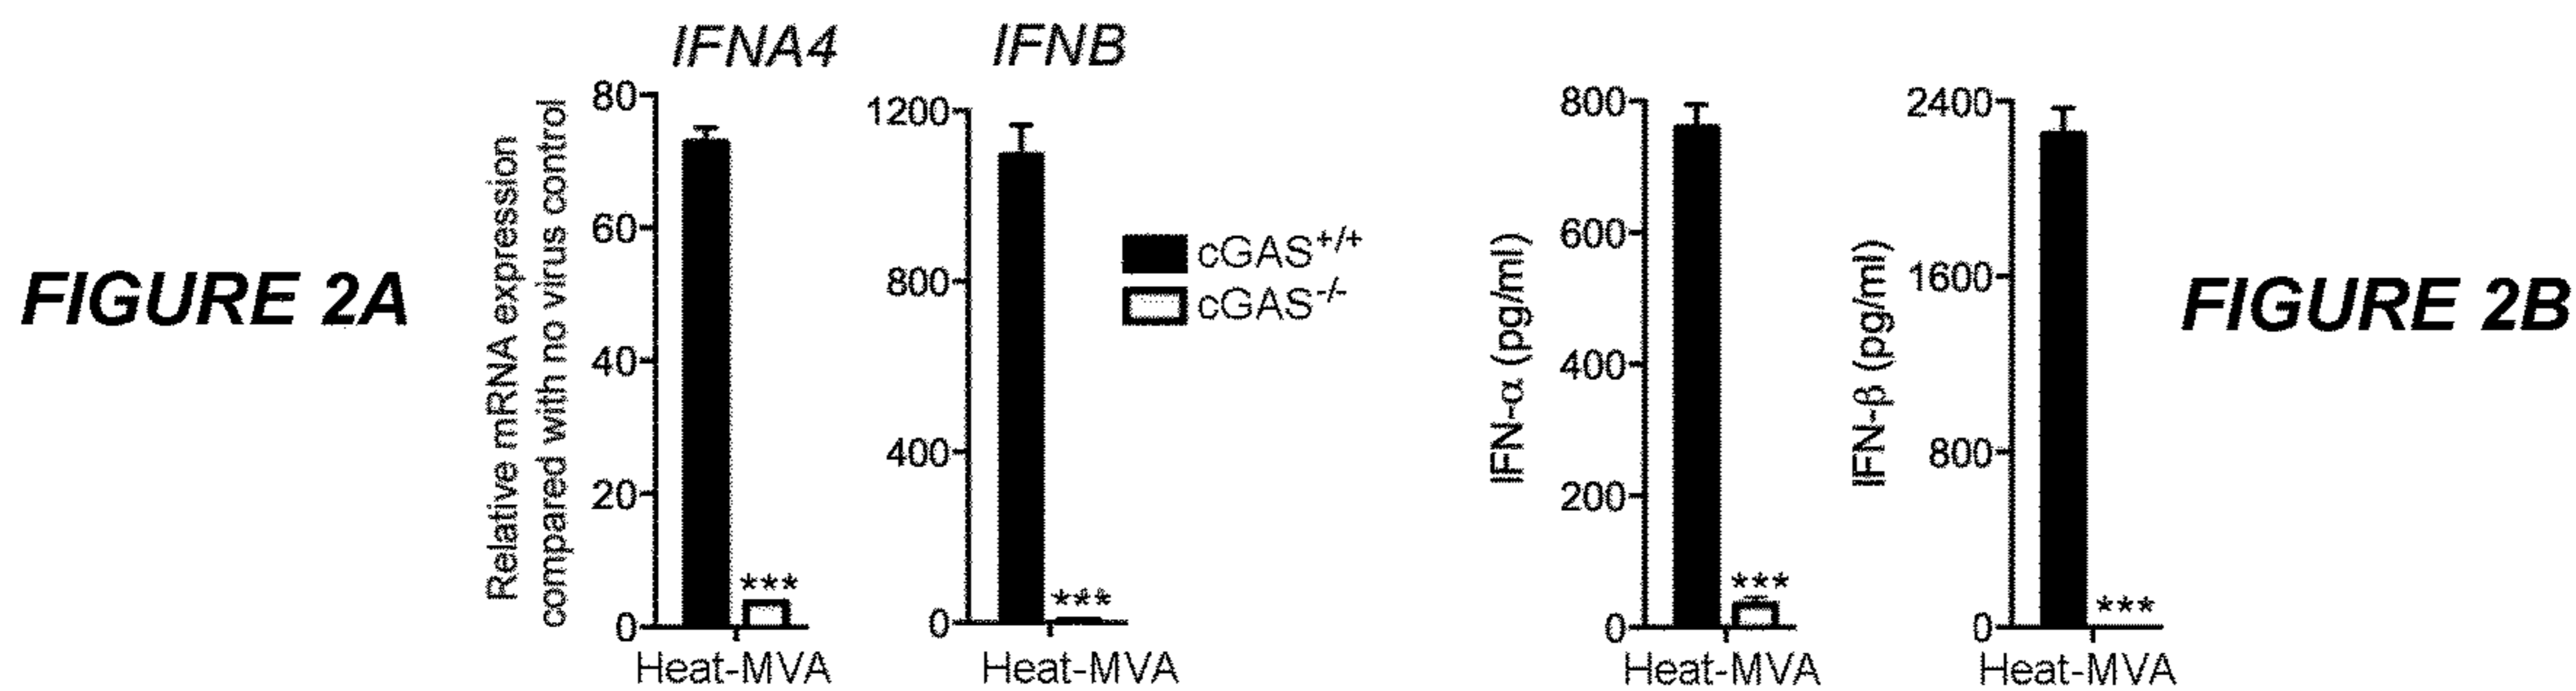 FIGURE 2A
Relative mRNA expression
compared with no virus control
IFNA4
80
60
40
20
0
***
Heat-MVA
IFNB
1200
800
400
0
***
Heat-MVA
cGAS+/+
cGAS-/-
IFN-α (pg/ml)
800
600
400
200
0
***
Heat-MVA
IFN-β (pg/ml)
2400
1600
800
0
***
Heat-MVA
FIGURE 2B